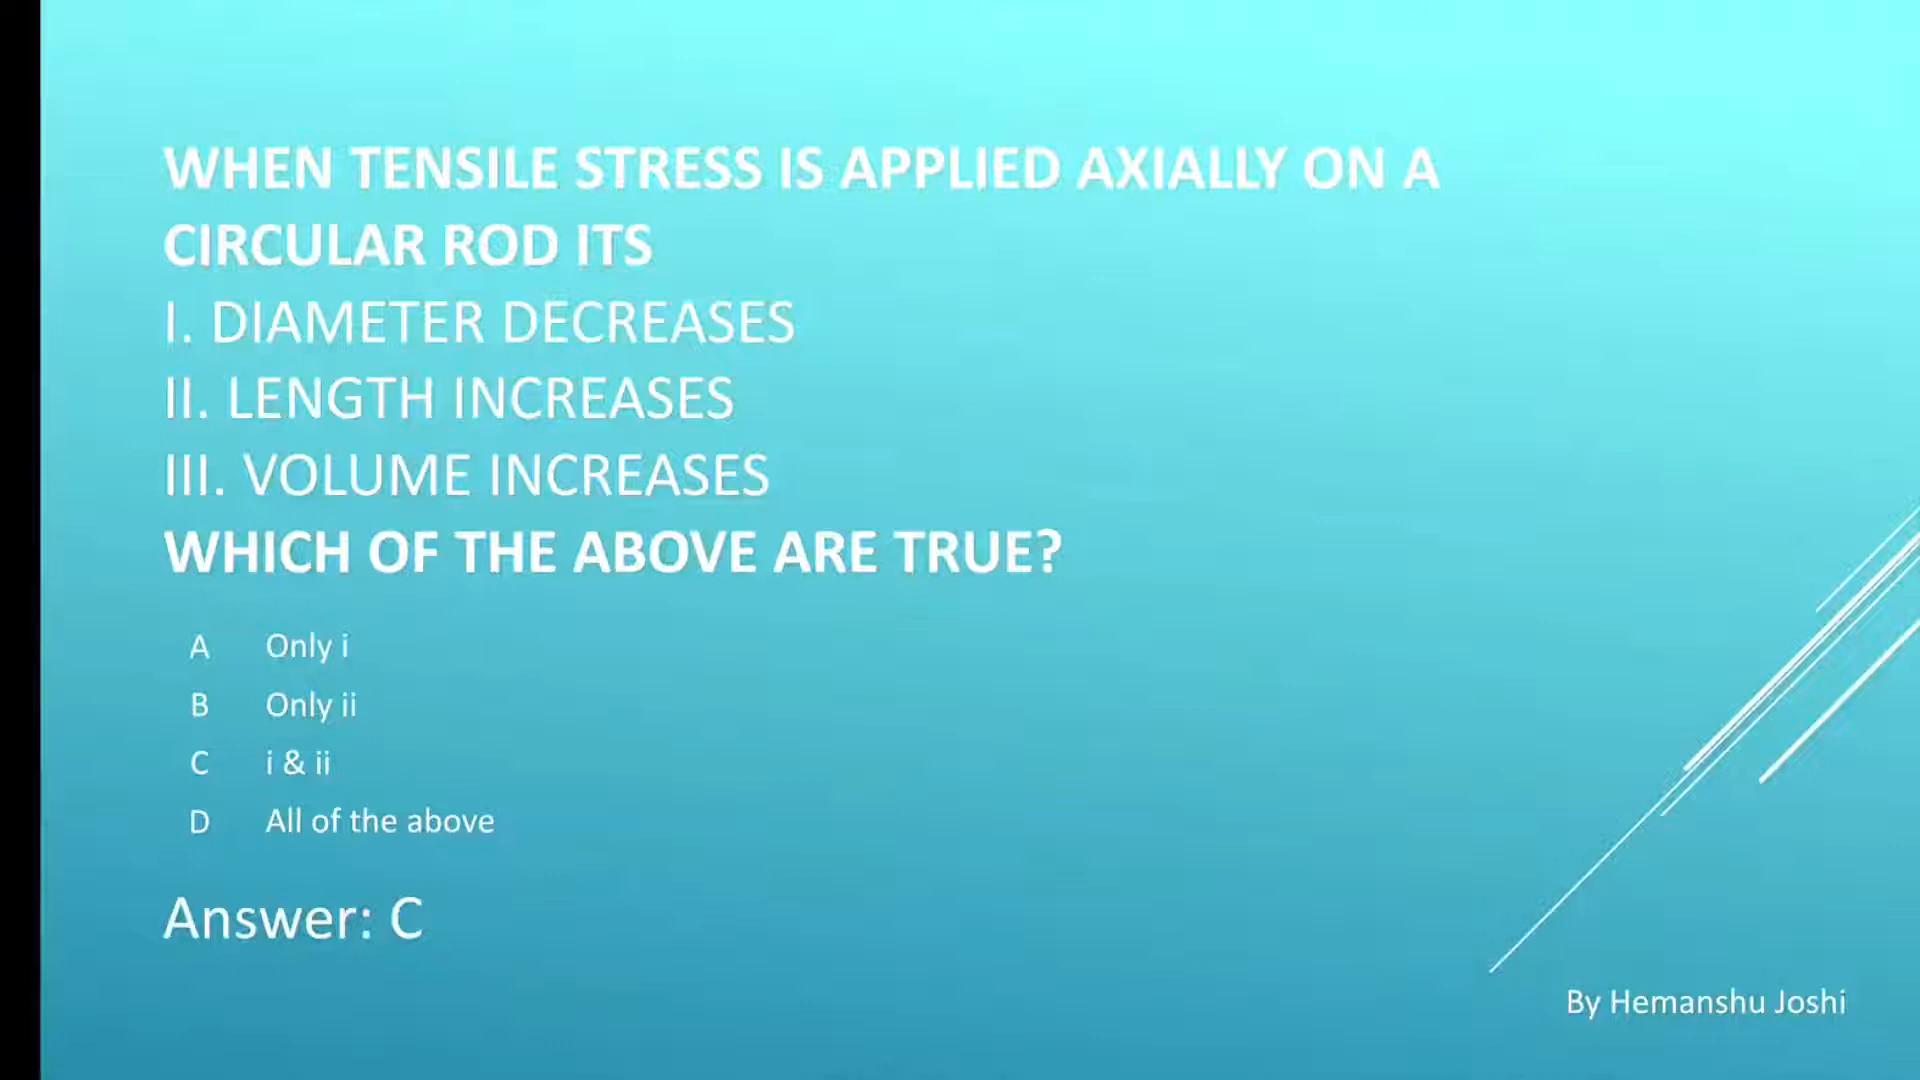 WHEN TENSILE STRESS IS APPLIED AXIALLY ON A
CIRCULAR ROD ITS
I. DIAMETER DECREASES
II. LENGTH INCREASES
III. VOLUME INCREASES
WHICH OF THE ABOVE ARE TRUE?
A Only i
B Only ii
C i & ii
D All of the above
Answer: C
By Hemanshu Joshi